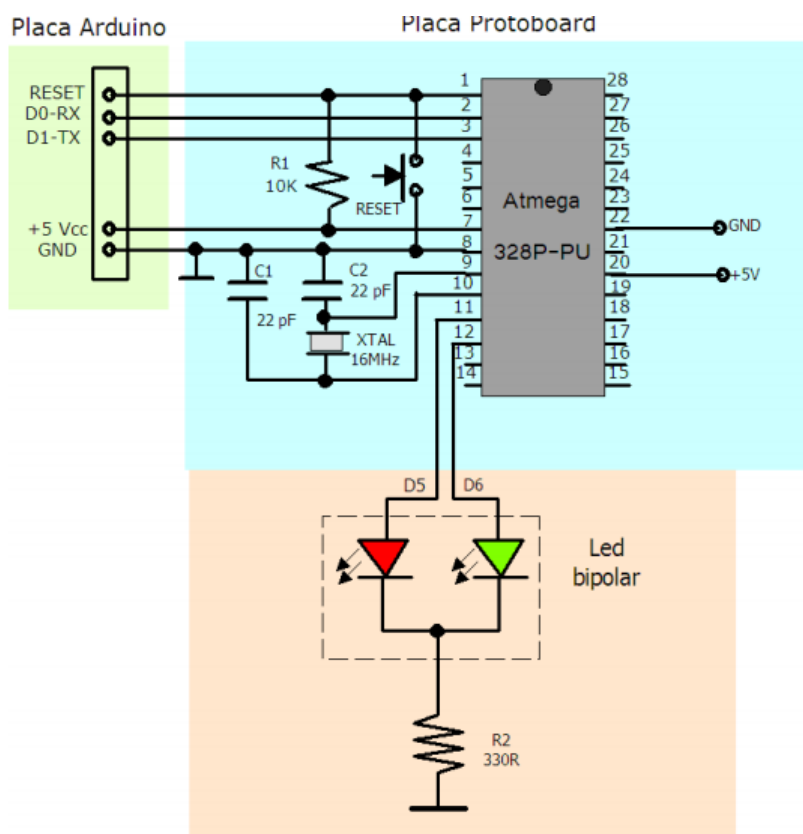 Placa Arduino
Placa Protoboard
RESET
D0-RX
D1-TX
+5 Vcc
GND
R1
10K
RESET
C1
22 pF
C2
22 pF
XTAL
16MHz
1
2
3
4
5
6
7
8
9
10
11
12
13
14
Atmega
328P-PU
28
27
26
25
24
23
22
21
20
19
18
17
16
15
GND
+5V
D5
D6
Led
bipolar
R2
330R